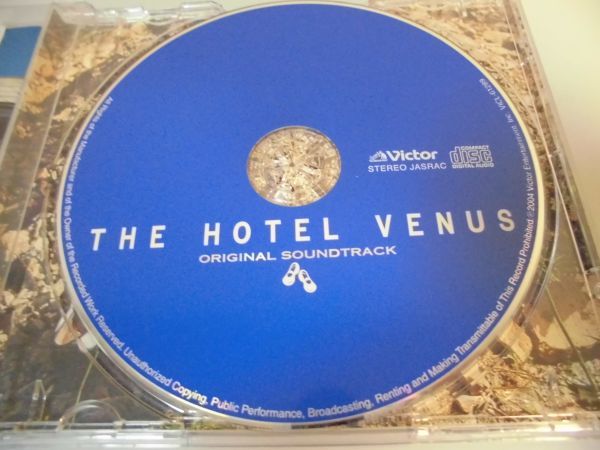 Victor
COMPACT
disc
DIGITAL AUDIO
STEREO JASRAC
THE HOTEL VENUS
ORIGINAL SOUNDTRACK
All Rights of the Manufacturer and of the Owner of the Recorded Work Reserved. Unauthorized Copying. Public Performance, Broadcasting, Renting and Making Transmittable of This Record Prohibited. ℗2004 Victor Entertainment, Inc. VICL-61289